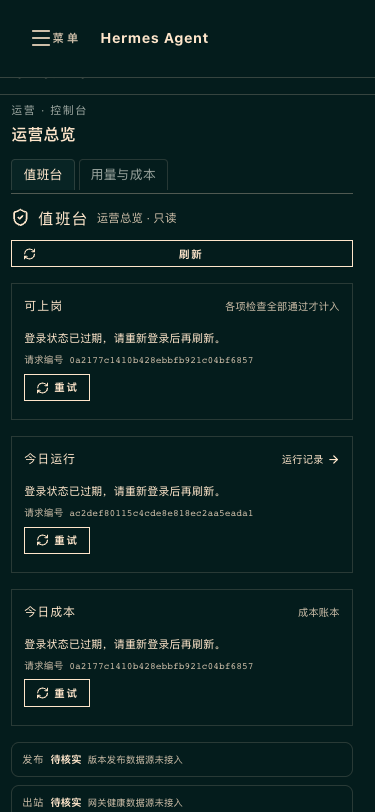 菜单 Hermes Agent
运营 · 控制台
运营总览
值班台 用量与成本
值班台 运营总览 · 只读
刷新
可上岗 各项检查全部通过才计入
登录状态已过期，请重新登录后再刷新。
请求编号 0a2177c1410b428ebbfb921c04bf6857
重试
今日运行 运行记录 →
登录状态已过期，请重新登录后再刷新。
请求编号 ac2def80115c4cde8e818ec2aa5eada1
重试
今日成本 成本账本
登录状态已过期，请重新登录后再刷新。
请求编号 0a2177c1410b428ebbfb921c04bf6857
重试
发布 待核实 版本发布数据源未接入
出站 待核实 网关健康数据源未接入